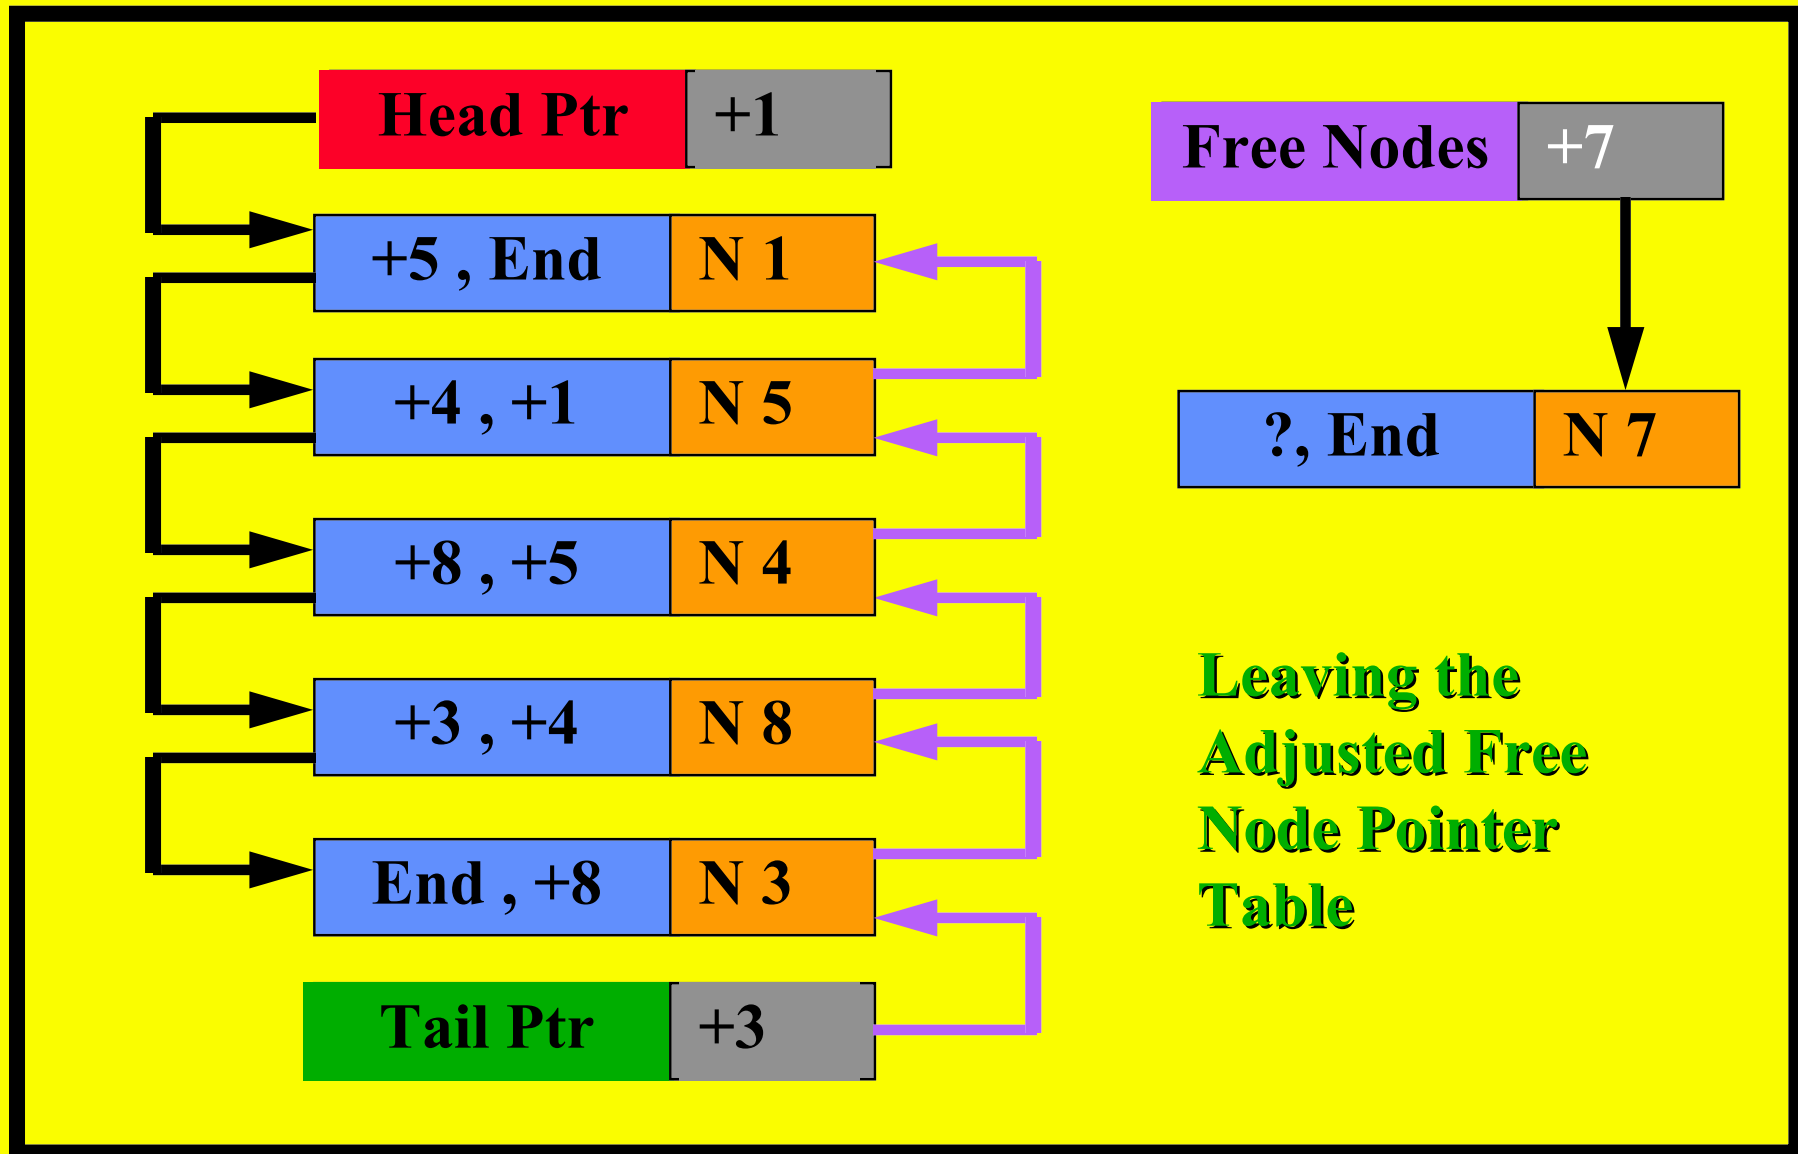 Head Ptr +1
+5 , End N 1
+4 , +1 N 5
+8 , +5 N 4
+3 , +4 N 8
End , +8 N 3
Tail Ptr +3
Free Nodes +7
?, End N 7
Leaving the
Adjusted Free
Node Pointer
Table